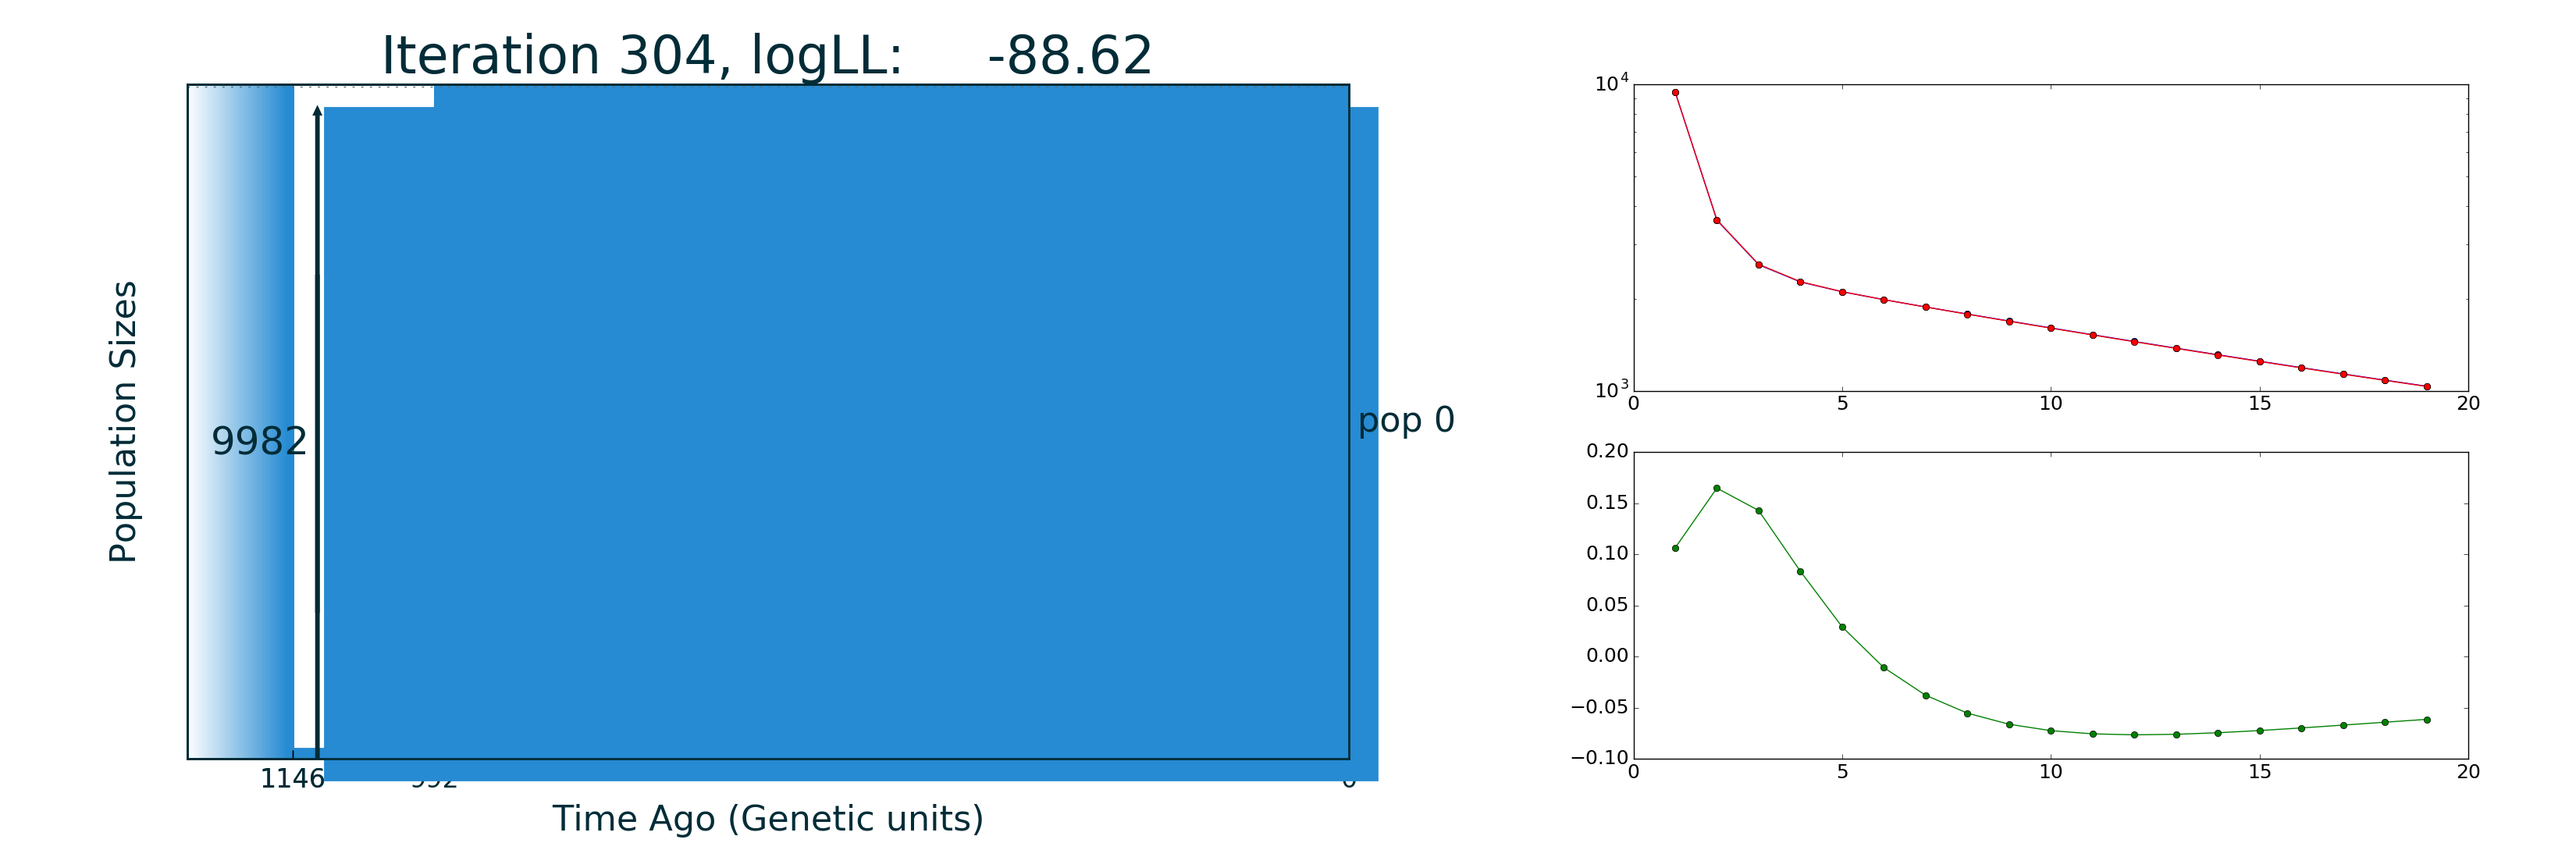 Iteration 304, logLL: -88.62
Population Sizes
9982
pop 0
1146
Time Ago (Genetic units)
10^4
10^3
0 5 10 15 20
0.20
0.15
0.10
0.05
0.00
−0.05
−0.10
0 5 10 15 20